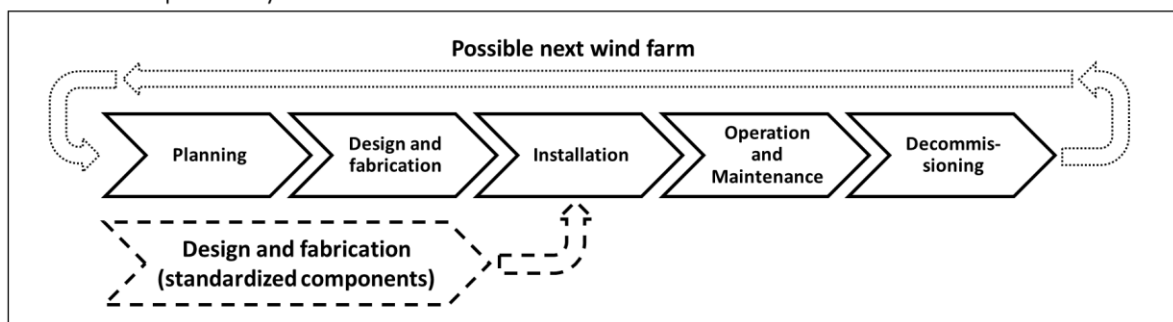 Possible next wind farm
Planning
Design and
fabrication
Installation
Operation
and
Maintenance
Decommis-
sioning
Design and fabrication
(standardized components)